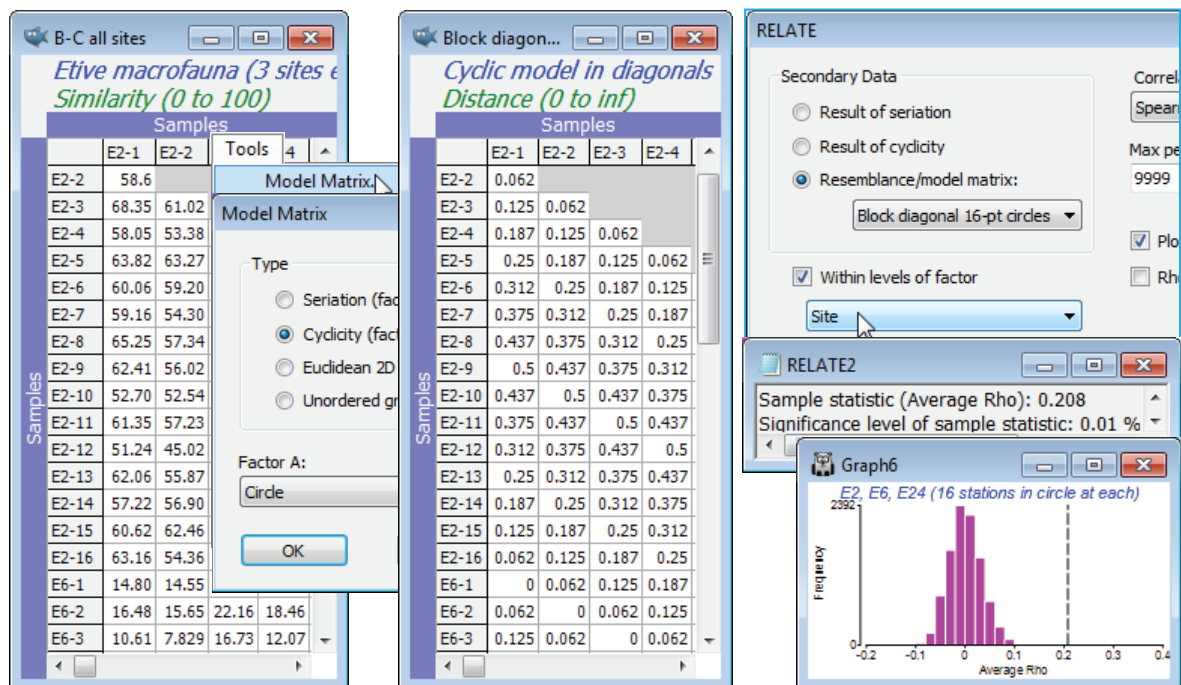 B-C all sites
Etive macrofauna (3 sites e
Similarity (0 to 100)
Samples
E2-1 E2-2 4
E2-2 58.6
E2-3 68.35 61.02
E2-4 58.05 53.38
E2-5 63.82 63.27
E2-6 60.06 59.20
E2-7 59.16 54.30
E2-8 65.25 57.34
E2-9 62.41 56.02
E2-10 52.70 52.54
E2-11 61.35 57.23
E2-12 51.24 45.02
E2-13 62.06 55.87
E2-14 57.22 56.90
E2-15 60.62 62.46
E2-16 63.16 54.36
E6-1 14.80 14.55
E6-2 16.48 15.65 22.16 18.46
E6-3 10.61 7.829 16.73 12.07
Samples
Tools
Model Matrix.
Model Matrix
Type
Seriation (fac
Cyclicity (fact
Euclidean 2D
Unordered gr
Factor A:
Circle
OK
Block diagon...
Cyclic model in diagonals
Distance (0 to inf)
Samples
E2-1 E2-2 E2-3 E2-4
E2-2 0.062
E2-3 0.125 0.062
E2-4 0.187 0.125 0.062
E2-5 0.25 0.187 0.125 0.062
E2-6 0.312 0.25 0.187 0.125
E2-7 0.375 0.312 0.25 0.187
E2-8 0.437 0.375 0.312 0.25
E2-9 0.5 0.437 0.375 0.312
E2-10 0.437 0.5 0.437 0.375
E2-11 0.375 0.437 0.5 0.437
E2-12 0.312 0.375 0.437 0.5
E2-13 0.25 0.312 0.375 0.437
E2-14 0.187 0.25 0.312 0.375
E2-15 0.125 0.187 0.25 0.312
E2-16 0.062 0.125 0.187 0.25
E6-1 0 0.062 0.125 0.187
E6-2 0.062 0 0.062 0.125
E6-3 0.125 0.062 0 0.062
Samples
RELATE
Secondary Data
Result of seriation
Result of cyclicity
Resemblance/model matrix:
Block diagonal 16-pt circles
Within levels of factor
Site
Correl
Spearn
Max pe
9999
Plo
Rh
RELATE2
Sample statistic (Average Rho): 0.208
Significance level of sample statistic: 0.01 %
Graph6
E2, E6, E24 (16 stations in circle at each)
2392
Frequency
0
-0.2 -0.1 0 0.1 0.2 0.3 0.4
Average Rho